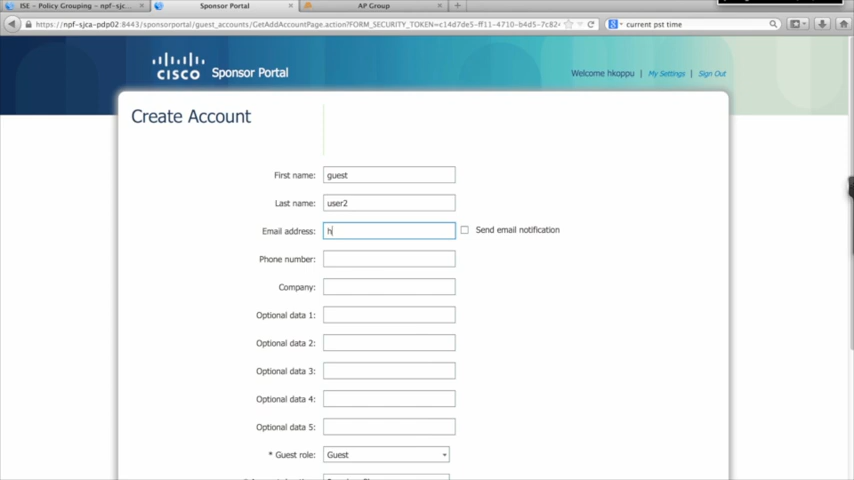 ISE – Policy Grouping – npf-sjc... × Sponsor Portal × AP Group × +
https://npf-sjca-pdp02:8443/sponsorportal/guest_accounts/GetAddAccountPage.action?FORM_SECURITY_TOKEN=c14d7de5-ff11-4710-b4d5-7c82 current pst time
CISCO Sponsor Portal Welcome hkoppu | My Settings | Sign Out
Create Account
First name: guest
Last name: user2
Email address: h Send email notification
Phone number:
Company:
Optional data 1:
Optional data 2:
Optional data 3:
Optional data 4:
Optional data 5:
* Guest role: Guest